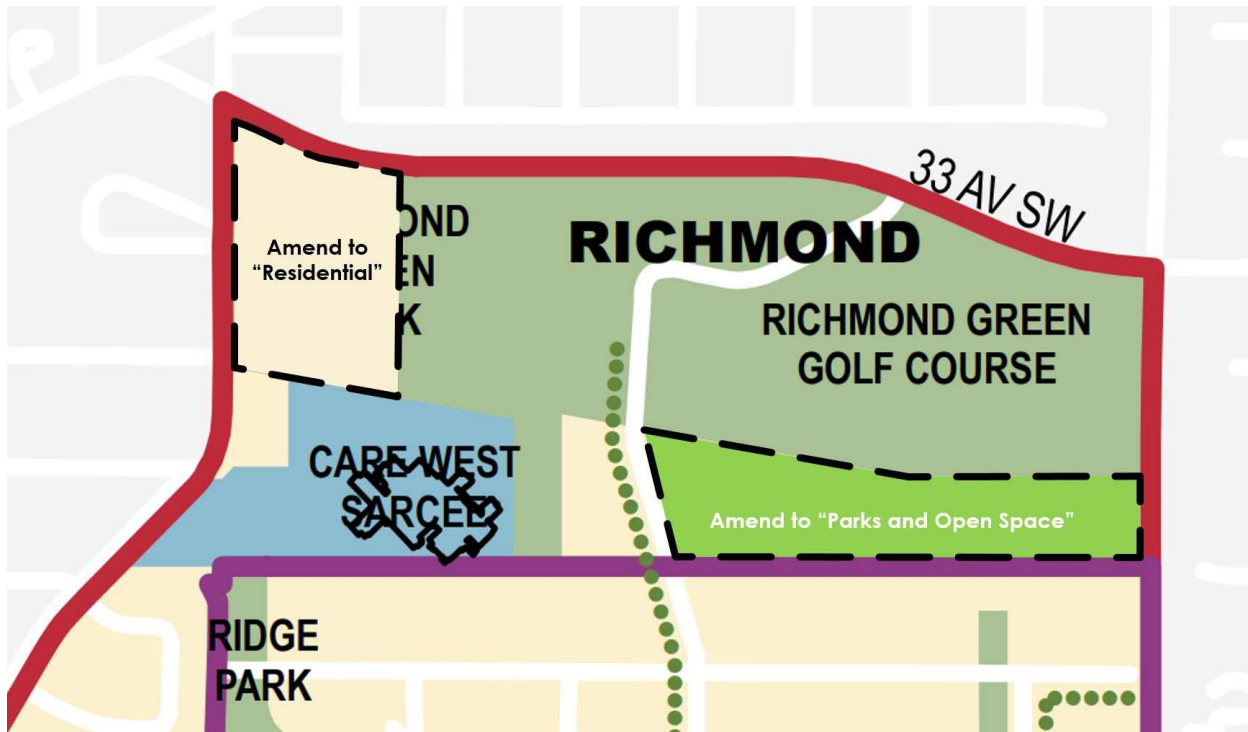 33 AV SW
OND
EN
K
RICHMOND
Amend to
“Residential”
RICHMOND GREEN
GOLF COURSE
CARE WEST
SARCEE
Amend to “Parks and Open Space”
RIDGE
PARK